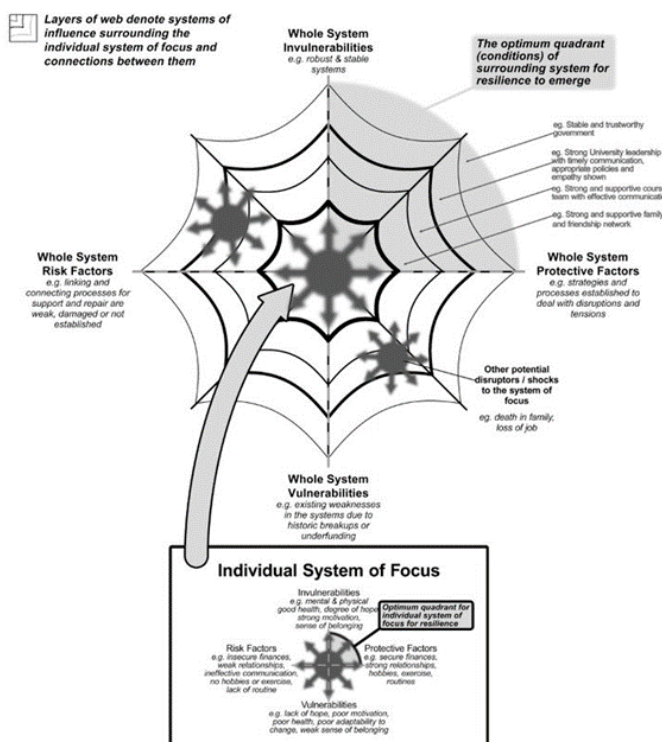 Layers of web denote systems of
influence surrounding the
individual system of focus and
connections between them
Whole System
Invulnerabilities
e.g. robust & stable
systems
The optimum quadrant
(conditions) of
surrounding system for
resilience to emerge
eg. Stable and trustworthy
government
eg. Strong University leadership
with timely communication,
appropriate policies and
empathy shown
eg. Strong and supportive cours
team with effective communicati
eg. Strong and supportive family
and friendship network
Whole System
Risk Factors
e.g. linking and
connecting processes for
support and repair are
weak, damaged or not
established
Whole System
Protective Factors
e.g. strategies and
processes established to
deal with disruptions and
tensions
Other potential
disruptors / shocks
to the system of
focus
eg. death in family,
loss of job
Whole System
Vulnerabilities
e.g. existing weaknesses
in the systems due to
historic breakups or
underfunding
Individual System of Focus
Invulnerabilities
e.g. mental & physical
good health, degree of hope
strong motivation,
sense of belonging
Optimum quadrant for
individual system of
focus for resilience
Risk Factors
e.g. insecure finances,
weak relationships,
ineffective communication,
no hobbies or exercise,
lack of routine
Protective Factors
e.g. secure finances,
strong relationships,
hobbies, exercise,
routines
Vulnerabilities
e.g. lack of hope, poor motivation,
poor health, poor adaptability to
change, weak sense of belonging